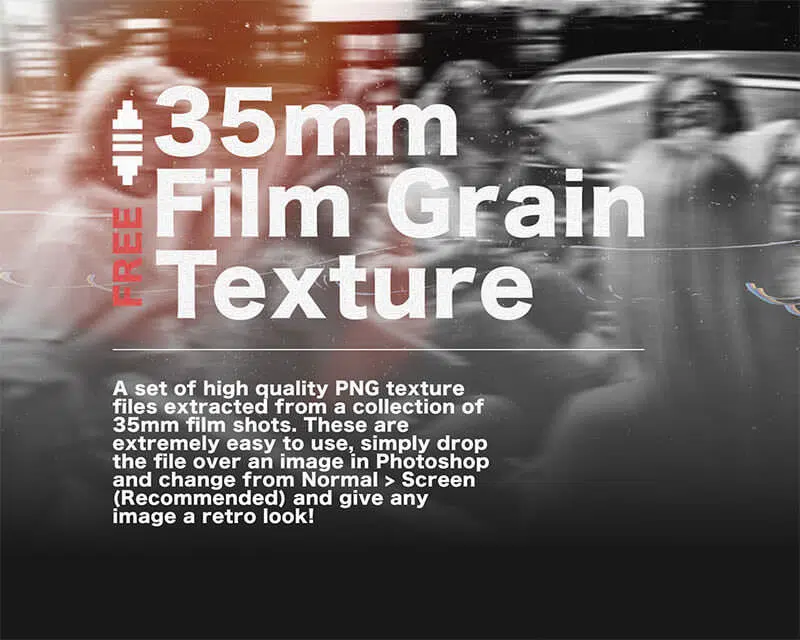 35mm
Film Grain
FREE
Texture
A set of high quality PNG texture
files extracted from a collection of
35mm film shots. These are
extremely easy to use, simply drop
the file over an image in Photoshop
and change from Normal > Screen
(Recommended) and give any
image a retro look!